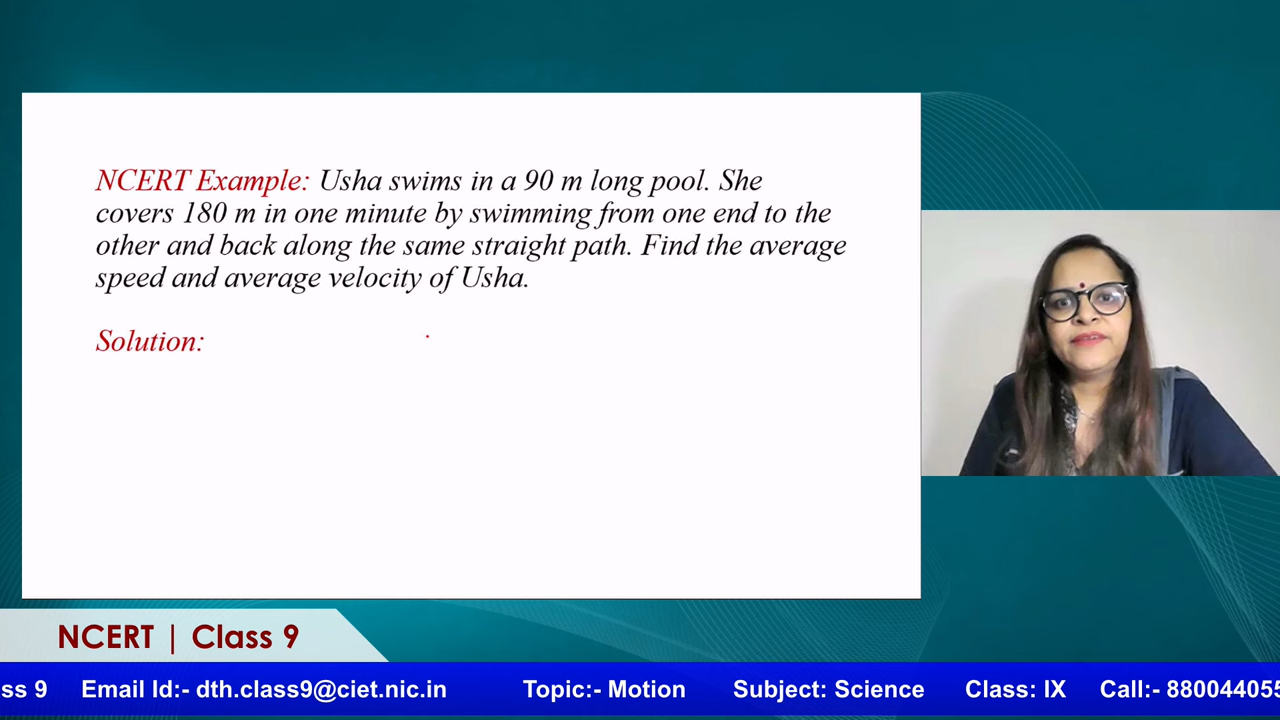 NCERT Example: Usha swims in a 90 m long pool. She
covers 180 m in one minute by swimming from one end to the
other and back along the same straight path. Find the average
speed and average velocity of Usha.
Solution:
NCERT | Class 9
ss 9 Email Id:- dth.class9@ciet.nic.in Topic:- Motion Subject: Science Class: IX Call:- 880044055